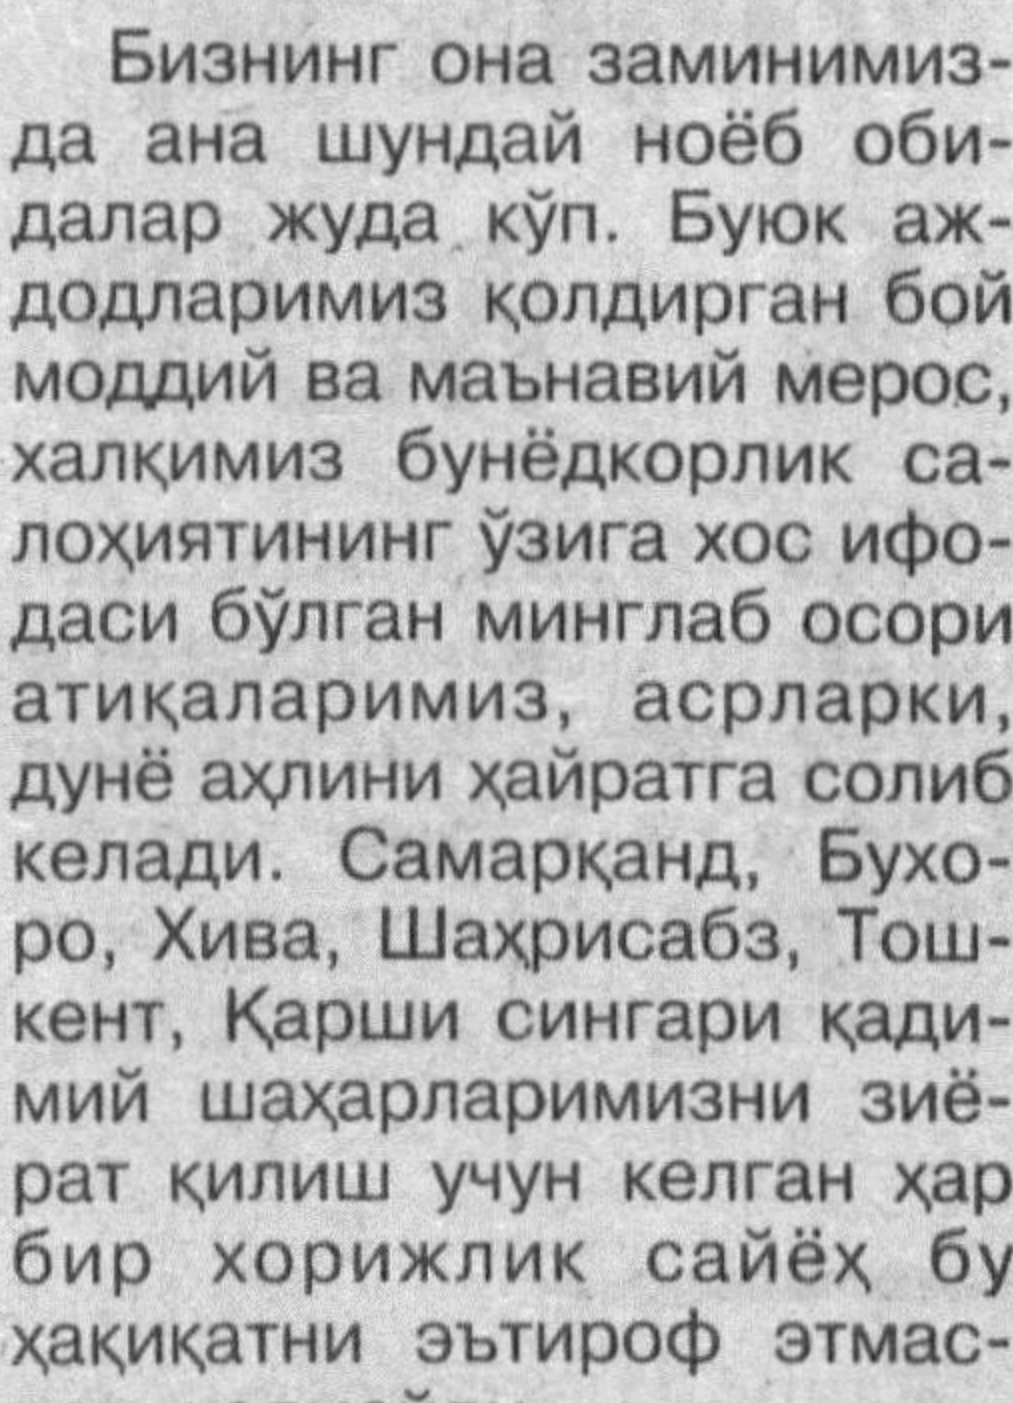 Бизнинг она заминимиз-
да ана шундай ноёб оби-
далар жуда кўп. Буюк аж-
додларимиз қолдирган бой
моддий ва маънавий мерос,
халқимиз бунёдкорлик са-
лоҳиятининг ўзига хос ифо-
даси бўлган минглаб осори
атиқаларимиз, асрларки,
дунё аҳлини ҳайратга солиб
келади. Самарқанд, Бухо-
ро, Хива, Шаҳрисабз, Тош-
кент, Қарши сингари қади-
мий шаҳарларимизни зиё-
рат қилиш учун келган ҳар
бир хорижлик сайёҳ бу
ҳақиқатни эътироф этмас-